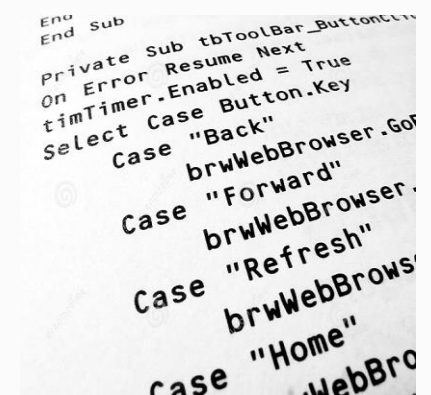 End
End Sub
Private Sub tbToolBar_ButtonCli
On Error Resume Next
timTimer.Enabled = True
Select Case Button.Key
Case "Back"
brwWebBrowser.Go
Case "Forward"
brwWebBrowser.
Case "Refresh"
brwWebBrows
Case "Home"
WebBro
Case